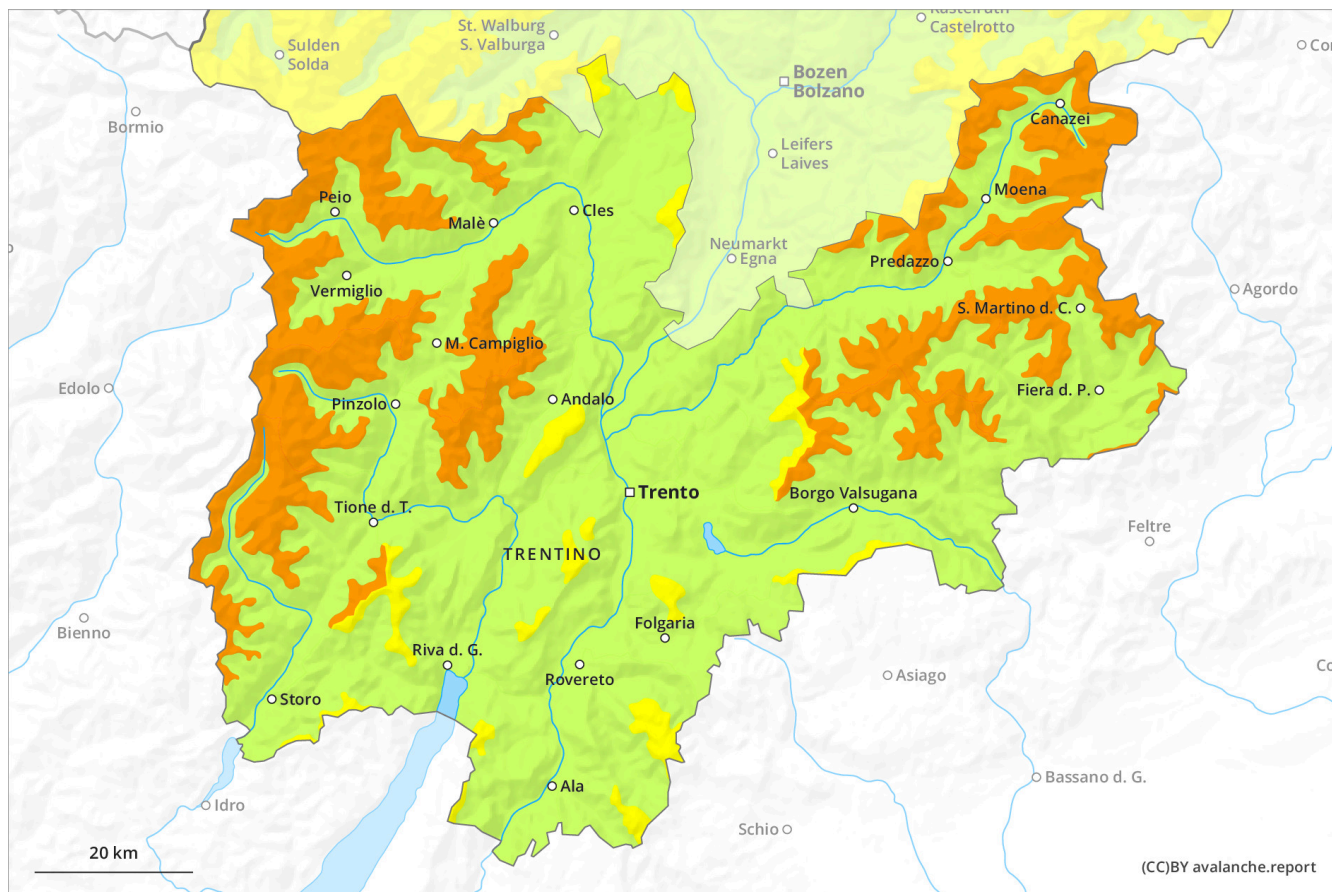 Kastelruth
Castelrotto
St. Walburg
S. Valburga
Sulden
Solda
Bozen
Bolzano
Bormio
Canazei
Leifers
Laives
Moena
Peio
Malè
Cles
Neumarkt
Egna
Predazzo
Vermiglio
Agordo
S. Martino d. C.
M. Campiglio
Edolo
Pinzolo
Andalo
Fiera d. P.
Trento
Borgo Valsugana
Tione d. T.
Feltre
TRENTINO
Bienno
Folgaria
Riva d. G.
Rovereto
Asiago
Storo
Ala
Bassano d. G.
Idro
Schio
20 km
(CC)BY avalanche.report